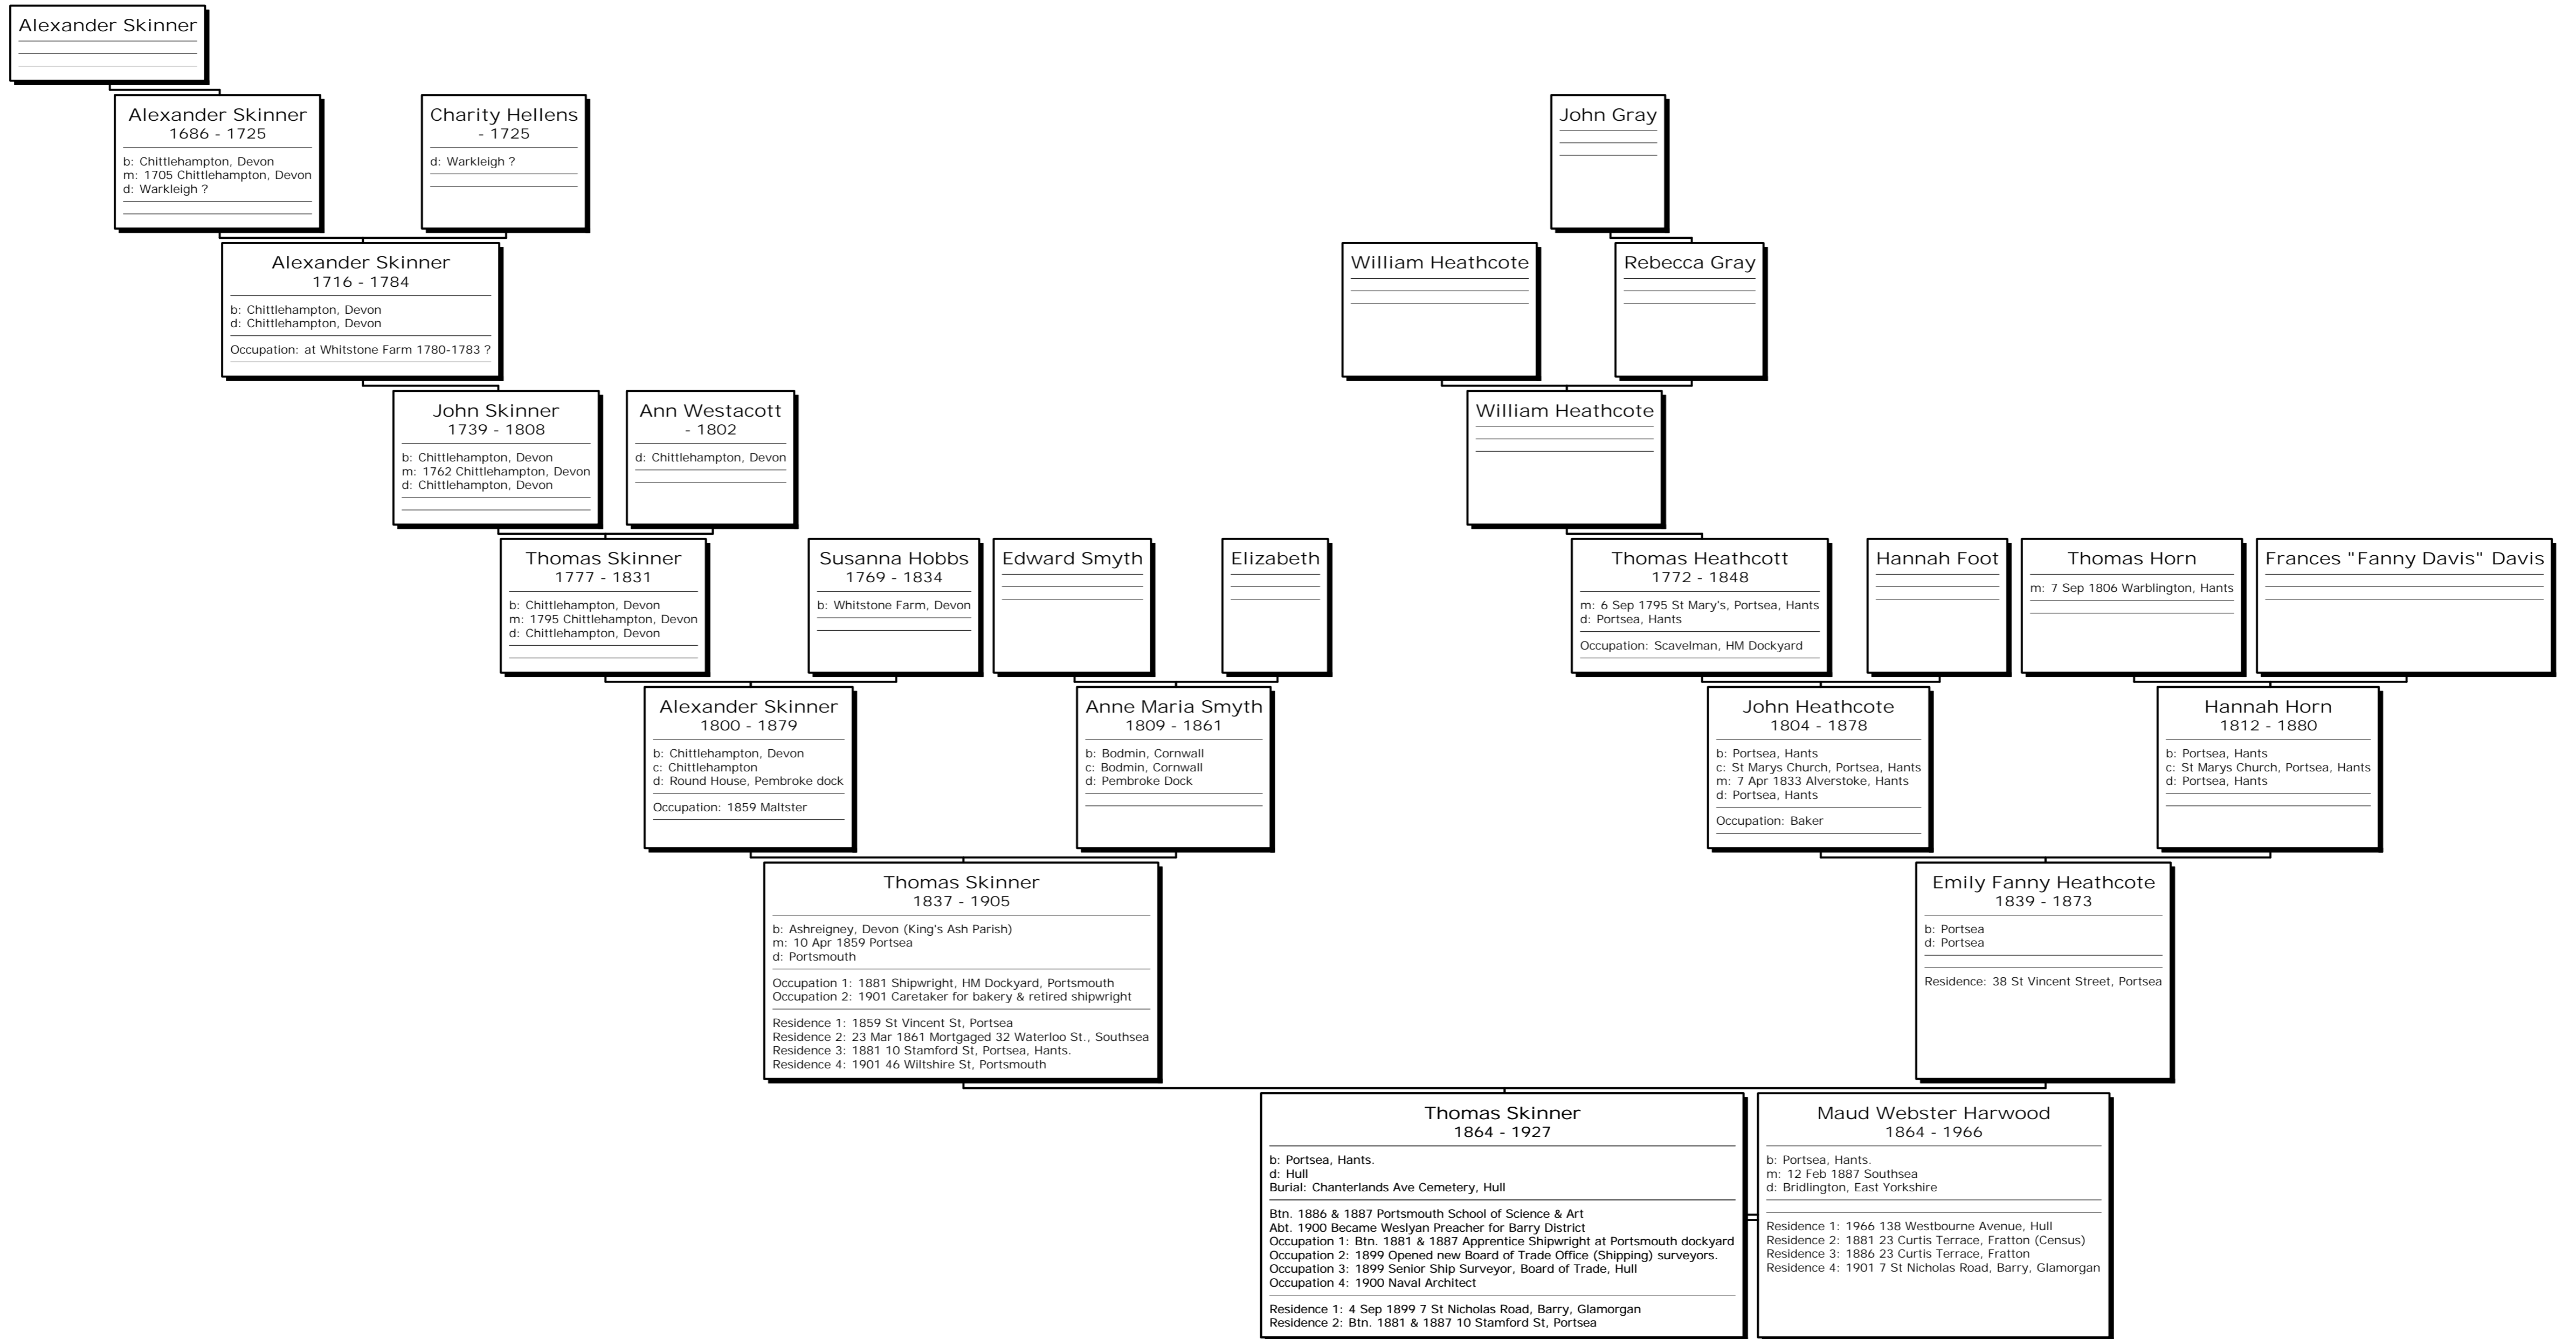 Alexander Skinner
Alexander Skinner
1686 - 1725
b: Chittlehampton, Devon
m: 1705 Chittlehampton, Devon
d: Warkleigh ?
Charity Hellens
- 1725
d: Warkleigh ?
John Gray
Alexander Skinner
1716 - 1784
b: Chittlehampton, Devon
d: Chittlehampton, Devon
Occupation: at Whitstone Farm 1780-1783 ?
William Heathcote
Rebecca Gray
John Skinner
1739 - 1808
b: Chittlehampton, Devon
m: 1762 Chittlehampton, Devon
d: Chittlehampton, Devon
Ann Westacott
- 1802
d: Chittlehampton, Devon
William Heathcote
Thomas Skinner
1777 - 1831
b: Chittlehampton, Devon
m: 1795 Chittlehampton, Devon
d: Chittlehampton, Devon
Susanna Hobbs
1769 - 1834
b: Whitstone Farm, Devon
Edward Smyth
Elizabeth
Thomas Heathcott
1772 - 1848
m: 6 Sep 1795 St Mary's, Portsea, Hants
d: Portsea, Hants
Occupation: Scavelman, HM Dockyard
Hannah Foot
Thomas Horn
m: 7 Sep 1806 Warblington, Hants
Frances "Fanny Davis" Davis
Alexander Skinner
1800 - 1879
b: Chittlehampton, Devon
c: Chittlehampton
d: Round House, Pembroke dock
Occupation: 1859 Maltster
Anne Maria Smyth
1809 - 1861
b: Bodmin, Cornwall
c: Bodmin, Cornwall
d: Pembroke Dock
John Heathcote
1804 - 1878
b: Portsea, Hants
c: St Marys Church, Portsea, Hants
m: 7 Apr 1833 Alverstoke, Hants
d: Portsea, Hants
Occupation: Baker
Hannah Horn
1812 - 1880
b: Portsea, Hants
c: St Marys Church, Portsea, Hants
d: Portsea, Hants
Thomas Skinner
1837 - 1905
b: Ashreigney, Devon (King's Ash Parish)
m: 10 Apr 1859 Portsea
d: Portsmouth
Occupation 1: 1881 Shipwright, HM Dockyard, Portsmouth
Occupation 2: 1901 Caretaker for bakery & retired shipwright
Residence 1: 1859 St Vincent St, Portsea
Residence 2: 23 Mar 1861 Mortgaged 32 Waterloo St., Southsea
Residence 3: 1881 10 Stamford St, Portsea, Hants.
Residence 4: 1901 46 Wiltshire St, Portsmouth
Emily Fanny Heathcote
1839 - 1873
b: Portsea
d: Portsea
Residence: 38 St Vincent Street, Portsea
Thomas Skinner
1864 - 1927
b: Portsea, Hants.
d: Hull
Burial: Chanterlands Ave Cemetery, Hull
Btn. 1886 & 1887 Portsmouth School of Science & Art
Abt. 1900 Became Weslyan Preacher for Barry District
Occupation 1: Btn. 1881 & 1887 Apprentice Shipwright at Portsmouth dockyard
Occupation 2: 1899 Opened new Board of Trade Office (Shipping) surveyors.
Occupation 3: 1899 Senior Ship Surveyor, Board of Trade, Hull
Occupation 4: 1900 Naval Architect
Residence 1: 4 Sep 1899 7 St Nicholas Road, Barry, Glamorgan
Residence 2: Btn. 1881 & 1887 10 Stamford St, Portsea
Maud Webster Harwood
1864 - 1966
b: Portsea, Hants.
m: 12 Feb 1887 Southsea
d: Bridlington, East Yorkshire
Residence 1: 1966 138 Westbourne Avenue, Hull
Residence 2: 1881 23 Curtis Terrace, Fratton (Census)
Residence 3: 1886 23 Curtis Terrace, Fratton
Residence 4: 1901 7 St Nicholas Road, Barry, Glamorgan